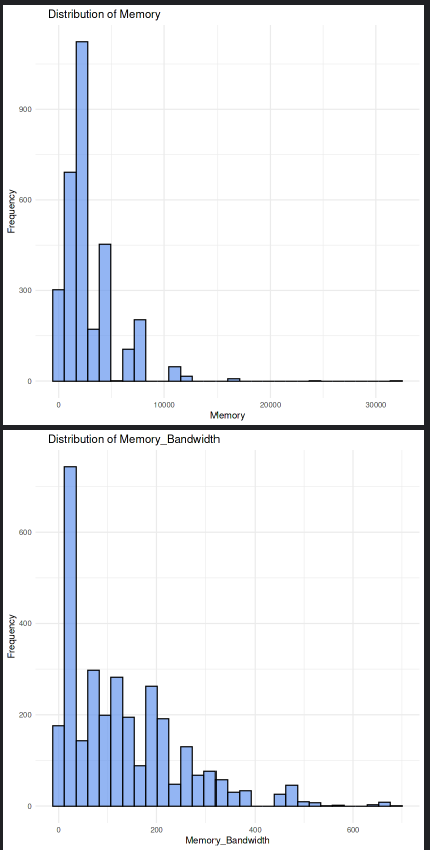 Distribution of Memory
900
600
300
0
Frequency
0 10000 20000 30000
Memory
Distribution of Memory_Bandwidth
600
400
200
0
Frequency
0 200 400 600
Memory_Bandwidth